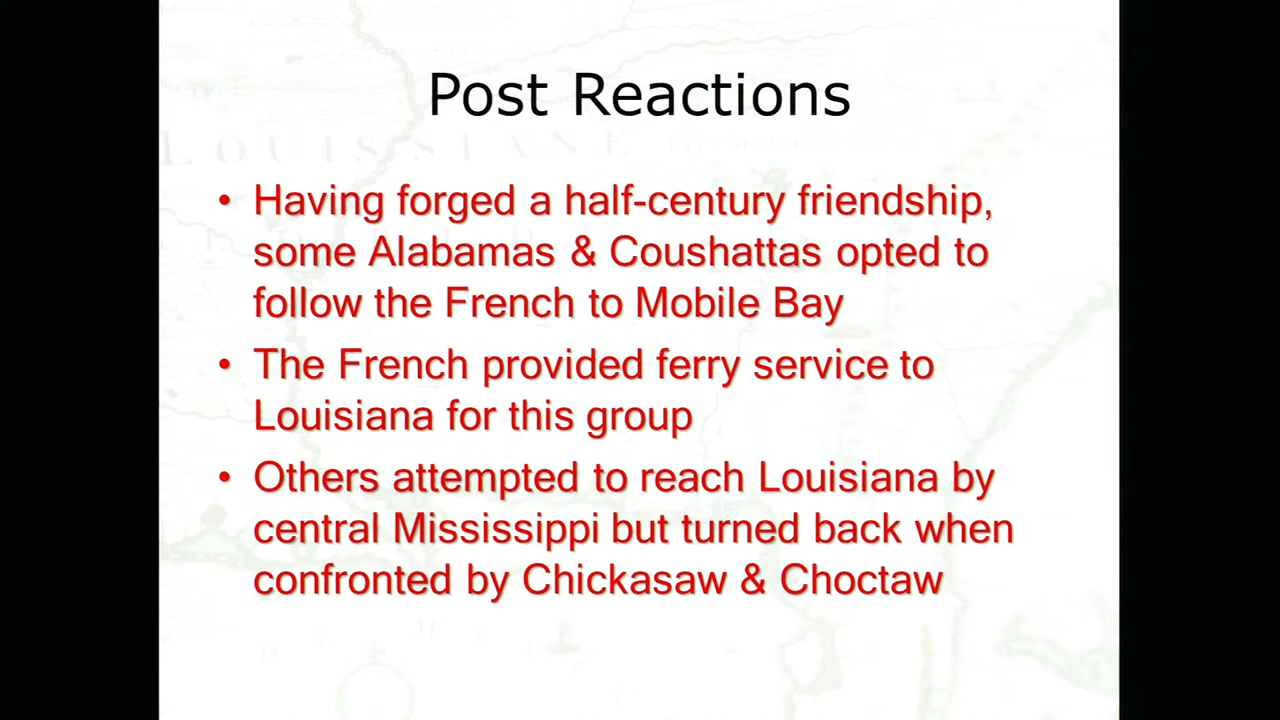 Post Reactions
LOUISSIANE
• Having forged a half-century friendship,
some Alabamas & Coushattas opted to
follow the French to Mobile Bay
• The French provided ferry service to
Louisiana for this group
• Others attempted to reach Louisiana by
central Mississippi but turned back when
confronted by Chickasaw & Choctaw